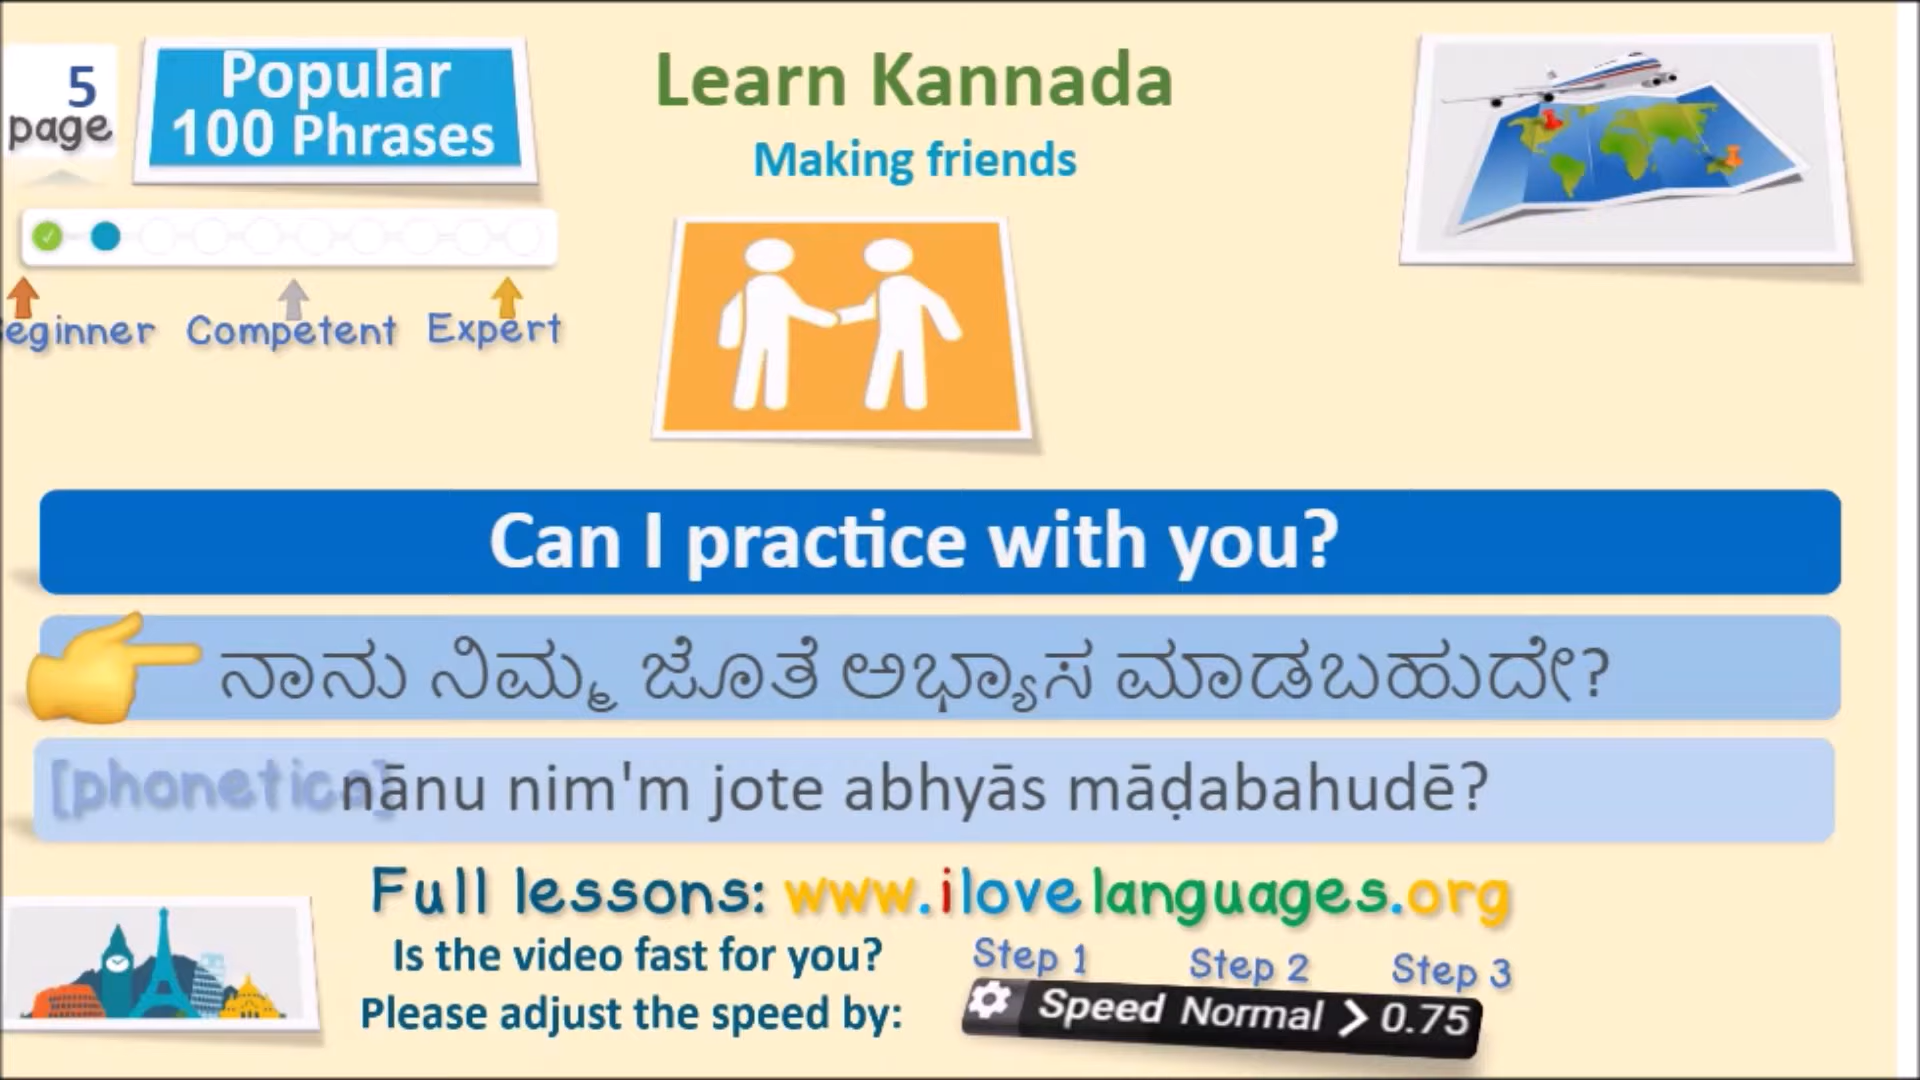 5
page
Popular
100 Phrases
Learn Kannada
Making friends
eginner Competent Expert
Can I practice with you?
ನಾನು ನಿಮ್ಮ ಜೊತೆ ಅಭ್ಯಾಸ ಮಾಡಬಹುದೇ?
[phonetics] nānu nim'm jote abhyās māḍabahudē?
Full lessons: www.ilovelanguages.org
Is the video fast for you?
Please adjust the speed by:
Step 1 Step 2 Step 3
Speed Normal > 0.75